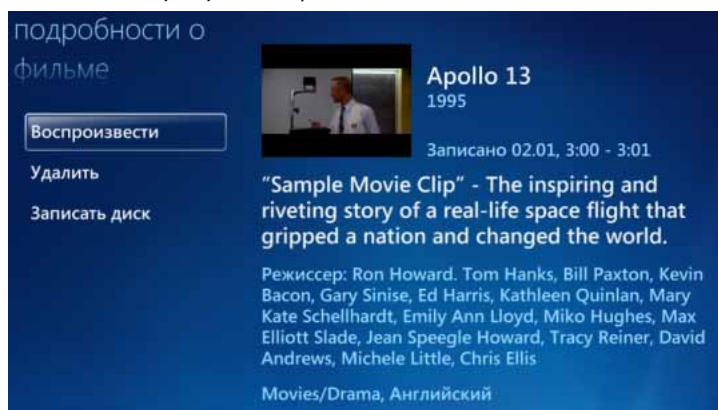 подробности о
фильме
Воспроизвести
Удалить
Записать диск
Apollo 13
1995
Записано 02.01, 3:00 - 3:01
“Sample Movie Clip” - The inspiring and
riveting story of a real-life space flight that
gripped a nation and changed the world.
Режиссер: Ron Howard. Tom Hanks, Bill Paxton, Kevin
Bacon, Gary Sinise, Ed Harris, Kathleen Quinlan, Mary
Kate Schellhardt, Emily Ann Lloyd, Miko Hughes, Max
Elliott Slade, Jean Speegle Howard, Tracy Reiner, David
Andrews, Michele Little, Chris Ellis
Movies/Drama, Английский